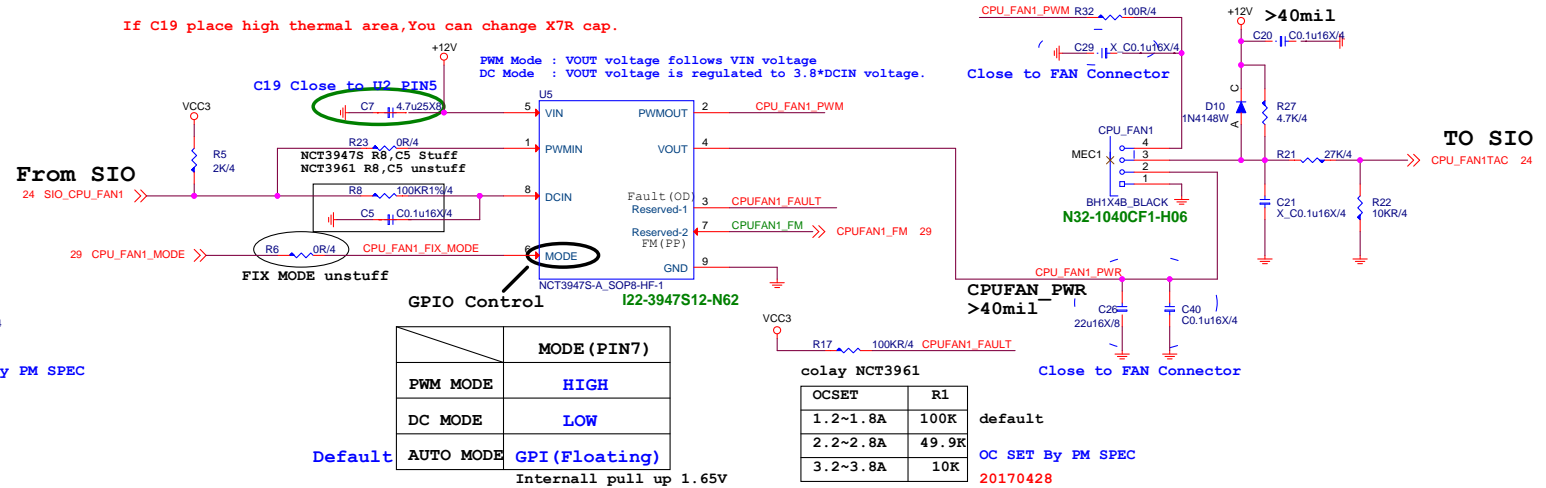 If C19 place high thermal area,You can change X7R cap.
+12V
PWM Mode : VOUT voltage follows VIN voltage
DC Mode : VOUT voltage is regulated to 3.8*DCIN voltage.
C19 Close to U2 PIN5
C7 4.7u25X8
VCC3
R5
2K/4
R23 0R/4
NCT3947S R8,C5 Stuff
NCT3961 R8,C5 unstuff
From SIO
24 SIO_CPU_FAN1
R8 100KR1%/4
C5 C0.1u16X/4
29 CPU_FAN1_MODE
R6 0R/4
CPU_FAN1_FIX_MODE
FIX MODE unstuff
GPIO Control
U5
5 VIN
1 PWMIN
8 DCIN
6 MODE
PWMOUT 2 CPU_FAN1_PWM
VOUT 4
Fault(OD)
Reserved-1 3 CPUFAN1_FAULT
Reserved-2 7 CPUFAN1_FM CPUFAN1_FM 29
FM(PP)
GND 9
NCT3947S-A_SOP8-HF-1
I22-3947S12-N62
CPU_FAN1_PWM R32 100R/4
C29 X_C0.1u16X/4
Close to FAN Connector
+12V >40mil
C20 C0.1u16X/4
D10
1N4148W
C
A
R27
4.7K/4
CPU_FAN1
MEC1
4
3
2
1
BH1X4B_BLACK
N32-1040CF1-H06
R21 27K/4
TO SIO
CPU_FAN1TAC 24
C21
X_C0.1u16X/4
R22
10KR/4
CPU_FAN1_PWR
CPUFAN_PWR
>40mil
C26
22u16X/8
C40
C0.1u16X/4
Close to FAN Connector
VCC3
R17 100KR/4 CPUFAN1_FAULT
colay NCT3961
OCSET R1
1.2~1.8A 100K default
2.2~2.8A 49.9K
3.2~3.8A 10K
OC SET By PM SPEC
20170428
MODE(PIN7)
PWM MODE HIGH
DC MODE LOW
Default AUTO MODE GPI(Floating)
Internall pull up 1.65V
y PM SPEC